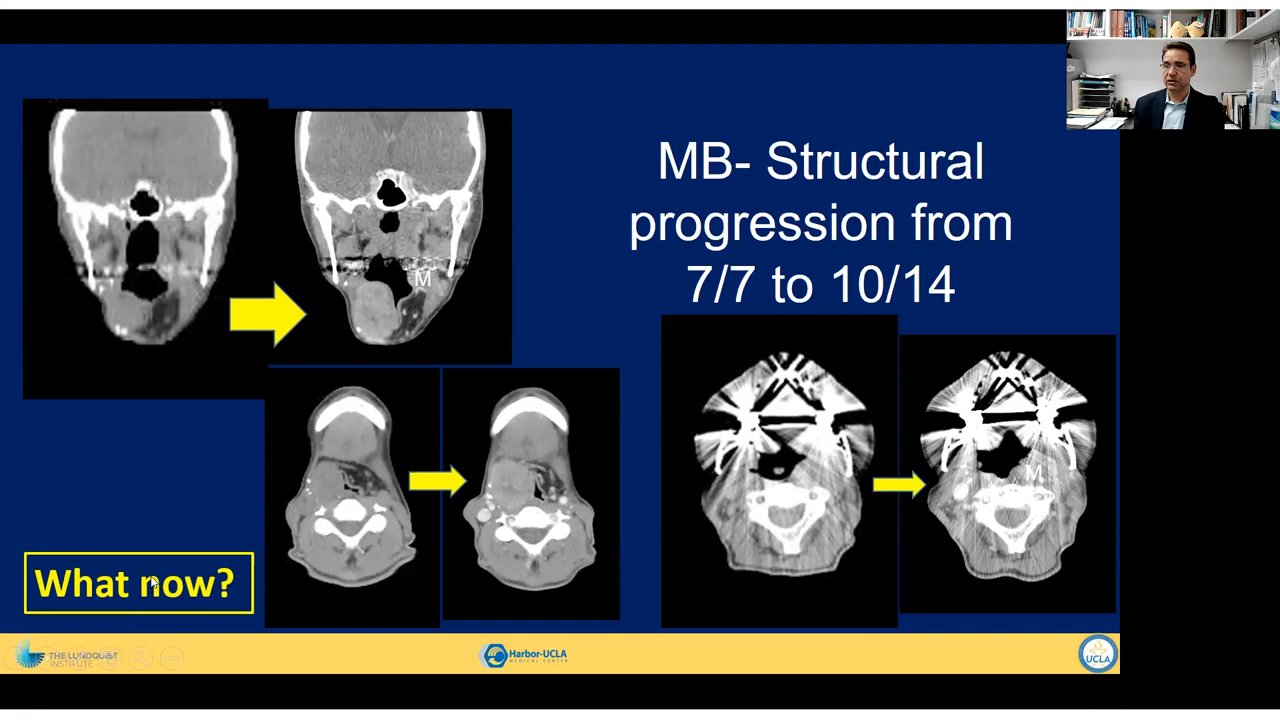 MB- Structural
progression from
7/7 to 10/14
M
M
What now?
THE LUNDQUIST
INSTITUTE
Harbor-UCLA
MEDICAL CENTER
UCLA